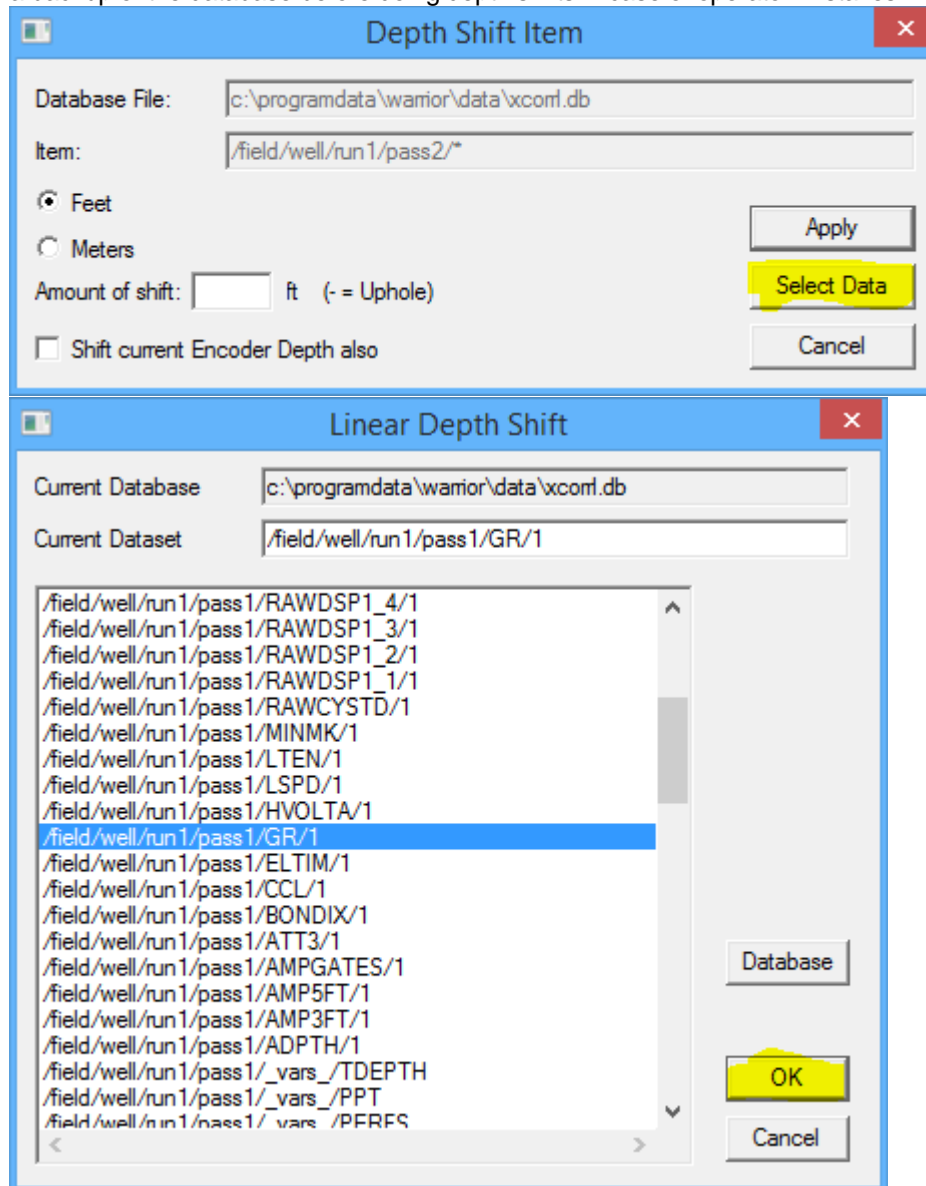 Depth Shift Item
Database File: c:\programdata\warrior\data\xcorrl.db
Item: /field/well/run1/pass2/*
Feet
Meters
Apply
Amount of shift: ft (- = Uphole)
Select Data
Shift current Encoder Depth also
Cancel
Linear Depth Shift
Current Database c:\programdata\warrior\data\xcorrl.db
Current Dataset /field/well/run1/pass1/GR/1
/field/well/run1/pass1/RAWDSP1_4/1
/field/well/run1/pass1/RAWDSP1_3/1
/field/well/run1/pass1/RAWDSP1_2/1
/field/well/run1/pass1/RAWDSP1_1/1
/field/well/run1/pass1/RAWCYSTD/1
/field/well/run1/pass1/MINMK/1
/field/well/run1/pass1/LTEN/1
/field/well/run1/pass1/LSPD/1
/field/well/run1/pass1/HVOLTA/1
/field/well/run1/pass1/GR/1
/field/well/run1/pass1/ELTIM/1
/field/well/run1/pass1/CCL/1
/field/well/run1/pass1/BONDIX/1
/field/well/run1/pass1/ATT3/1
/field/well/run1/pass1/AMPGATES/1
/field/well/run1/pass1/AMP5FT/1
/field/well/run1/pass1/AMP3FT/1
/field/well/run1/pass1/ADPTH/1
/field/well/run1/pass1/_vars_/TDEPTH
/field/well/run1/pass1/_vars_/PPT
/field/well/run1/pass1/_vars_/PERFS
Database
OK
Cancel